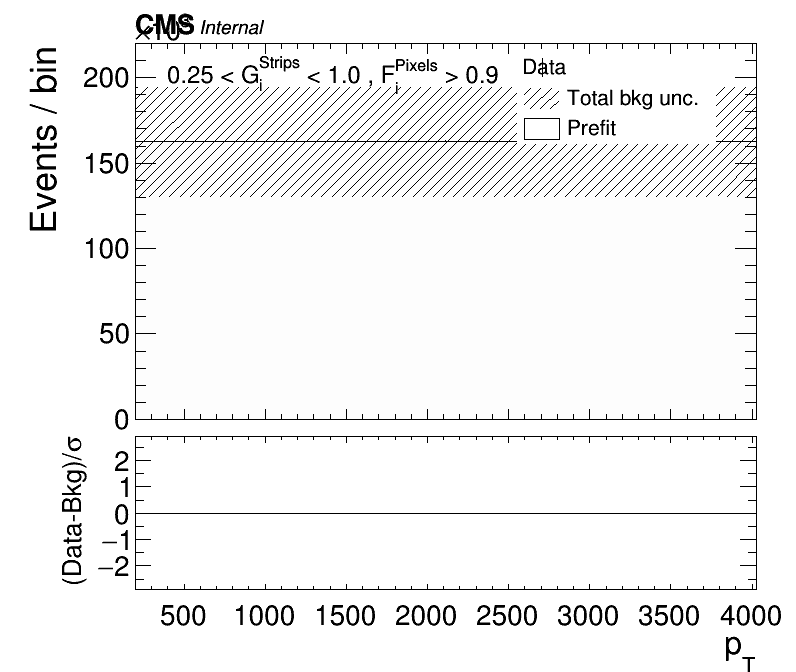 CMS Internal
Events / bin
0.25 < G_i^Strips < 1.0 , F_i^Pixels > 0.9
Data
Total bkg unc.
Prefit
200
150
100
50
0
(Data-Bkg)/σ
2
1
0
−1
−2
500 1000 1500 2000 2500 3000 3500 4000
p_T